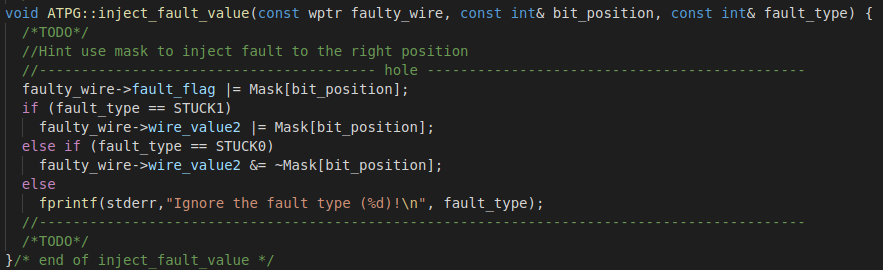 void ATPG::inject_fault_value(const wptr faulty_wire, const int& bit_position, const int& fault_type) {
  /*TODO*/
  //Hint use mask to inject fault to the right position
  //---------------------------------------- hole ---------------------------------------------
  faulty_wire->fault_flag |= Mask[bit_position];
  if (fault_type == STUCK1)
    faulty_wire->wire_value2 |= Mask[bit_position];
  else if (fault_type == STUCK0)
    faulty_wire->wire_value2 &= ~Mask[bit_position];
  else
    fprintf(stderr,"Ignore the fault type (%d)!\n", fault_type);
  //-------------------------------------------------------------------------------------------
  /*TODO*/
}/* end of inject_fault_value */